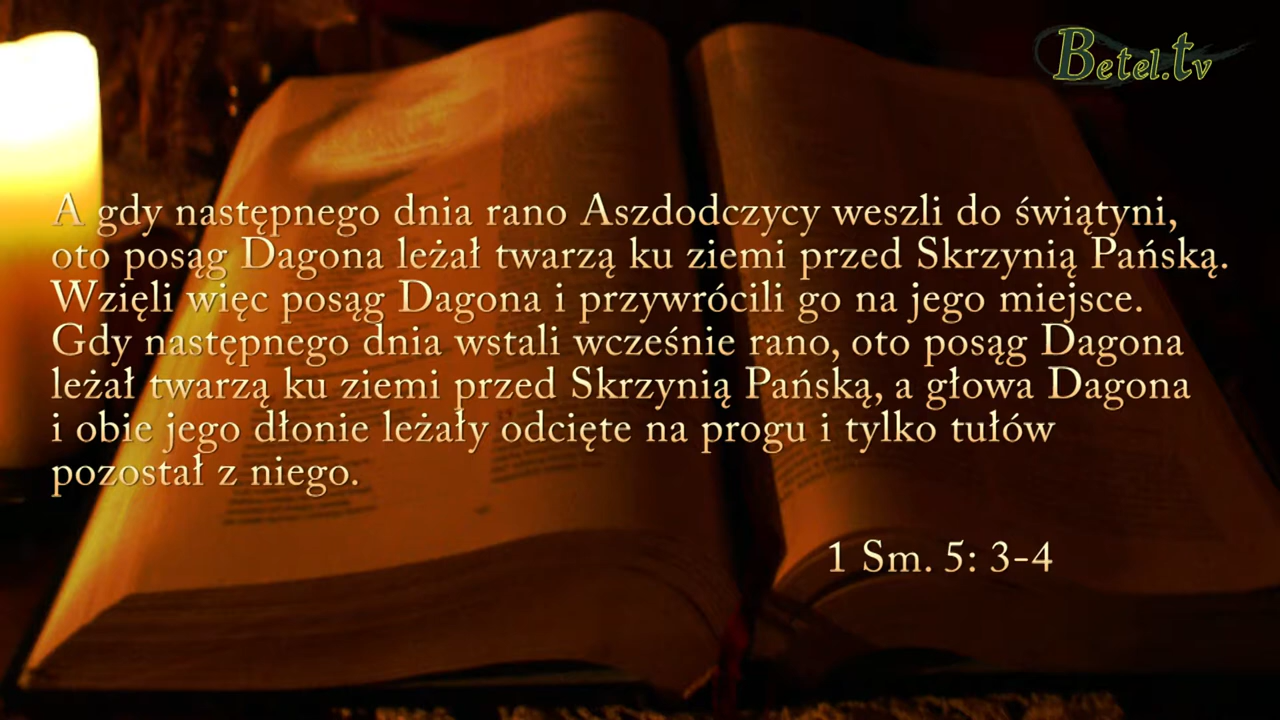 Betel.tv
A gdy następnego dnia rano Aszdodczycy weszli do świątyni,
oto posąg Dagona leżał twarzą ku ziemi przed Skrzynią Pańską.
Wzięli więc posąg Dagona i przywrócili go na jego miejsce.
Gdy następnego dnia wstali wcześnie rano, oto posąg Dagona
leżał twarzą ku ziemi przed Skrzynią Pańską, a głowa Dagona
i obie jego dłonie leżały odcięte na progu i tylko tułów
pozostał z niego.
1 Sm. 5: 3-4